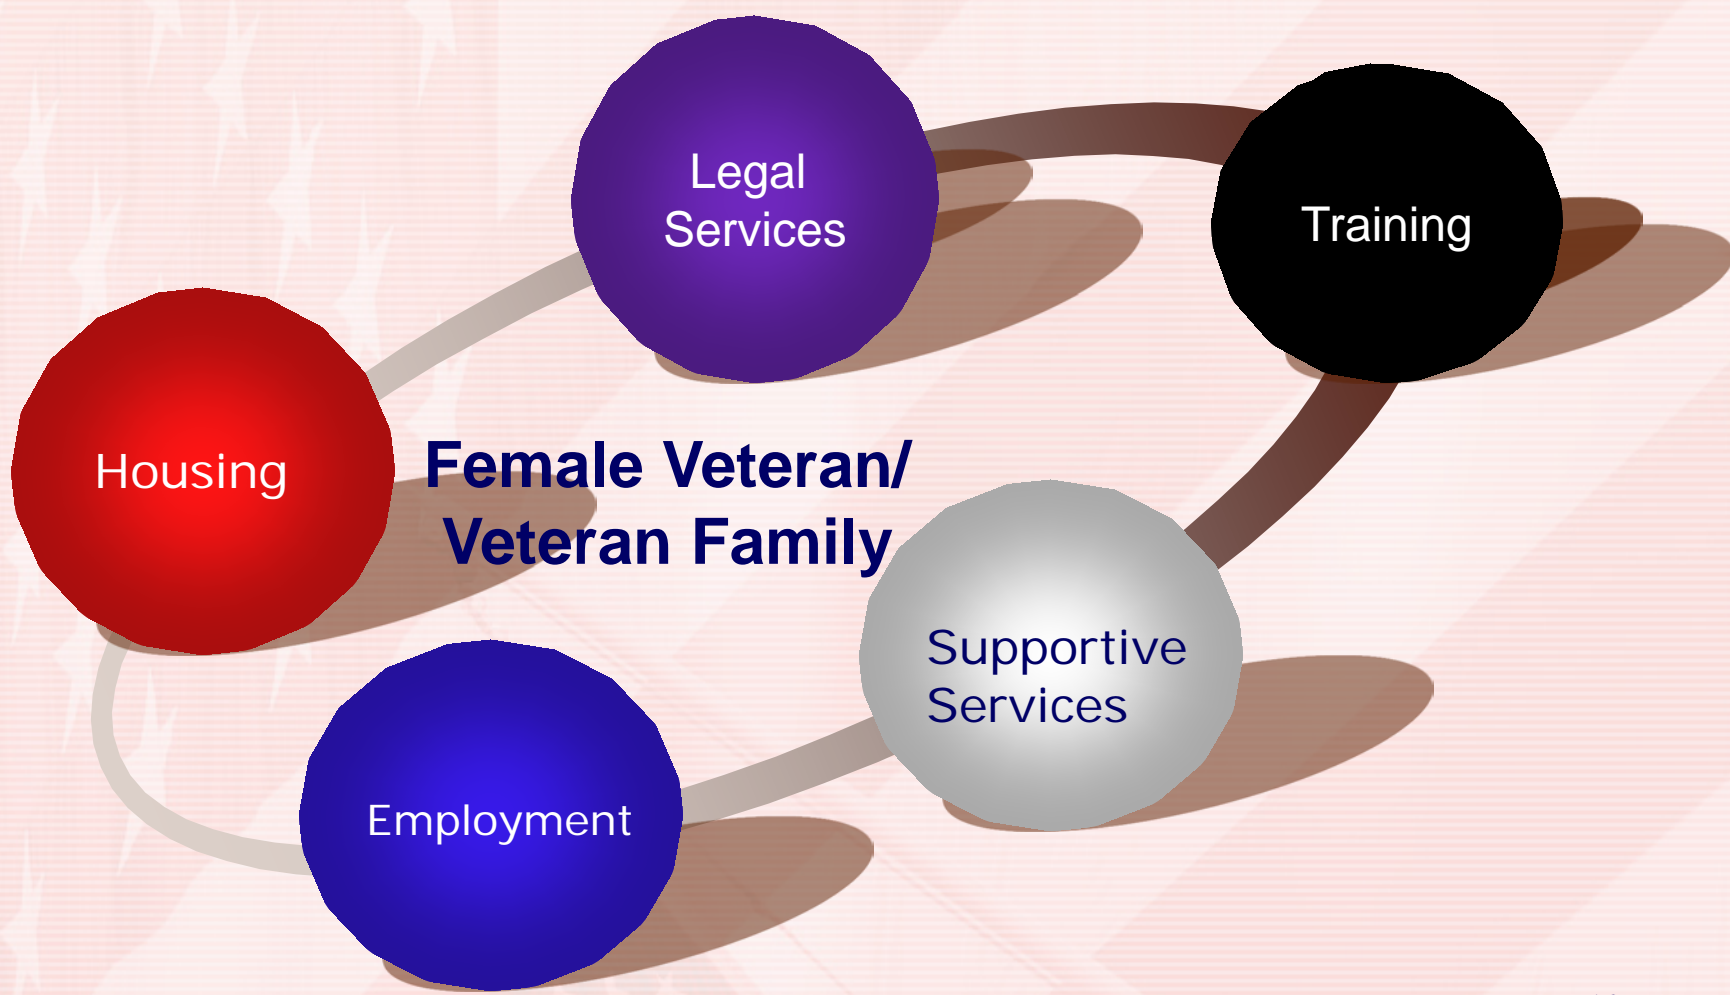 Legal
Services
Training
Housing
Female Veteran/
Veteran Family
Supportive
Services
Employment